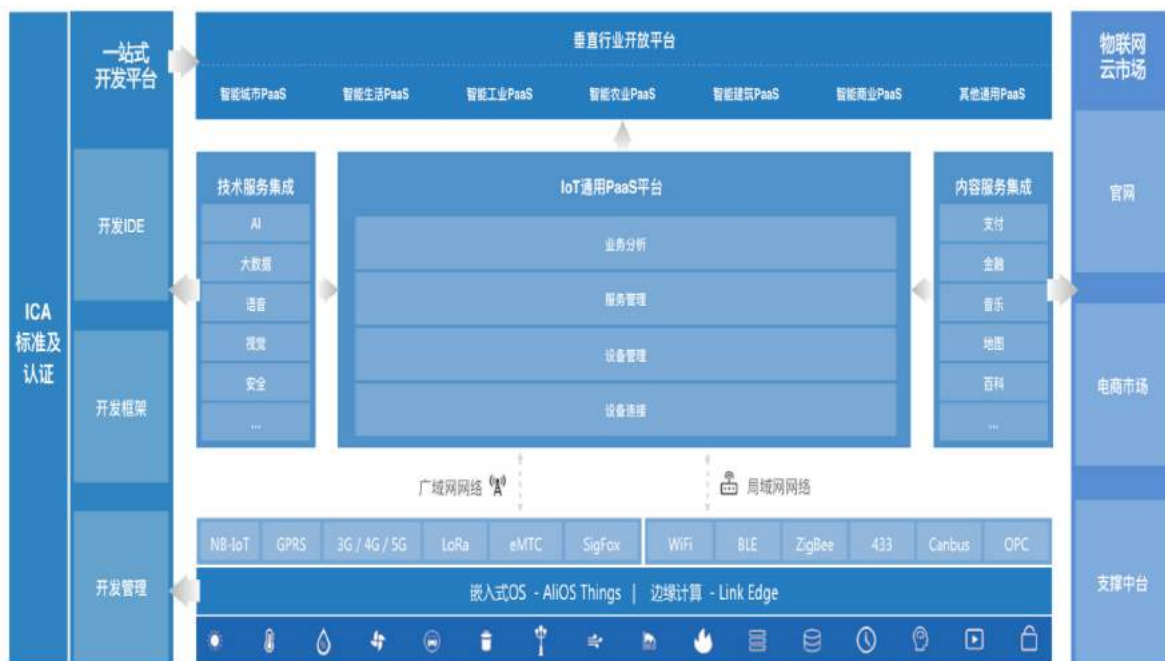 ICA
标准及
认证
一站式
开发平台
开发IDE
开发框架
开发管理
垂直行业开放平台
智能城市PaaS 智能生活PaaS 智能工业PaaS 智能农业PaaS 智能建筑PaaS 智能商业PaaS 其他通用PaaS
技术服务集成
AI
大数据
语音
视觉
安全
...
IoT通用PaaS平台
业务分析
服务管理
设备管理
设备连接
内容服务集成
支付
金融
音乐
地图
百科
...
广域网网络 局域网网络
NB-IoT GPRS 3G / 4G / 5G LoRa eMTC SigFox WiFi BLE ZigBee 433 Canbus OPC
嵌入式OS - AliOS Things | 边缘计算 - Link Edge
物联网
云市场
官网
电商市场
支撑中台